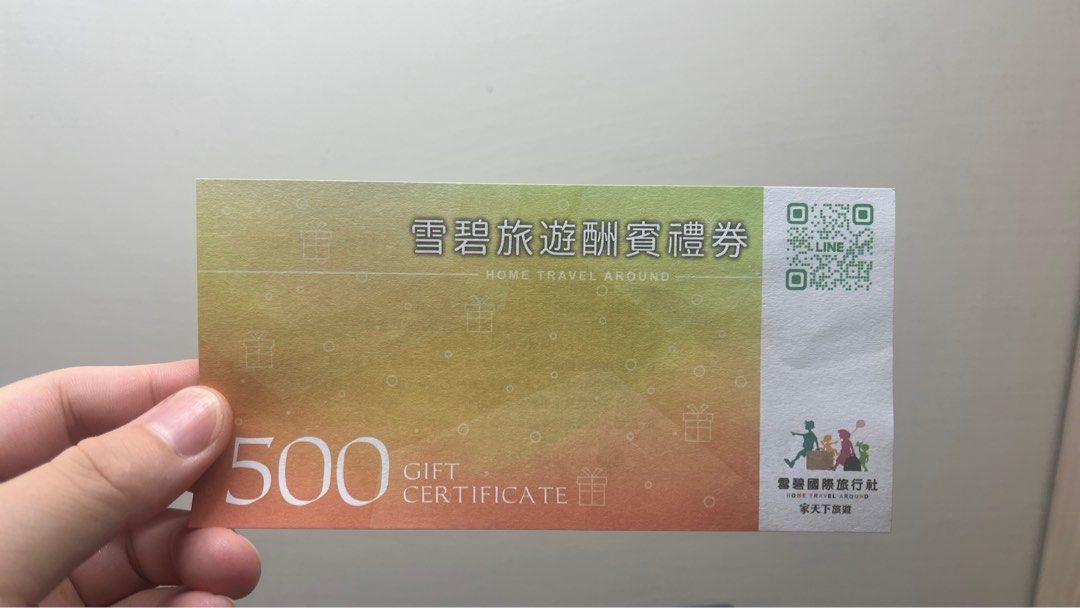 雪碧旅遊酬賓禮券
HOME TRAVEL AROUND
500 GIFT
CERTIFICATE
LINE
雪碧國際旅行社
HOME TRAVEL AROUND
家天下旅遊